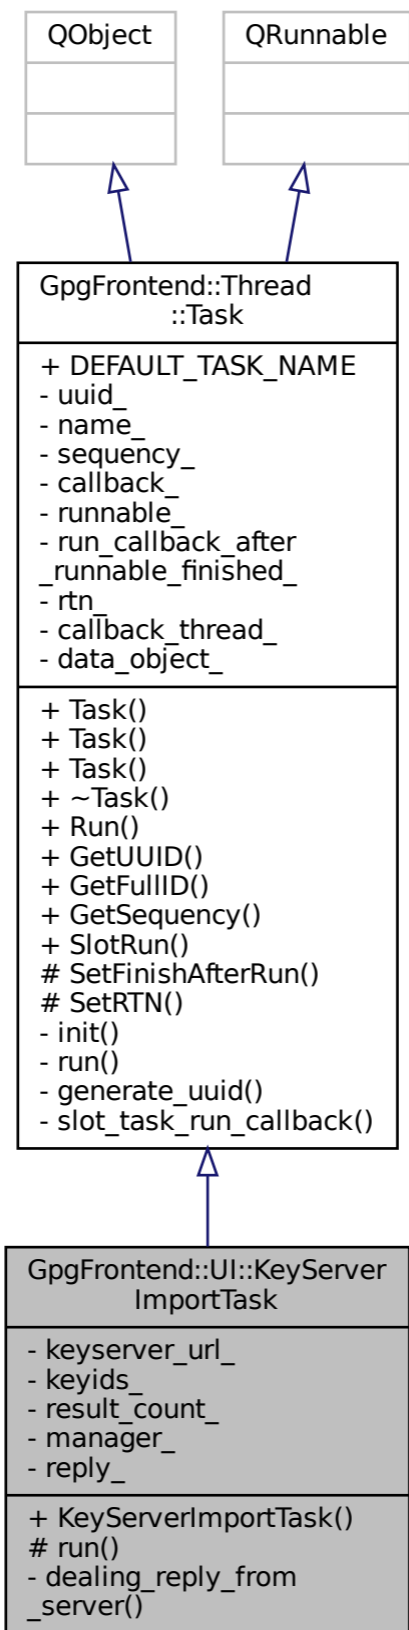 QObject
QRunnable
GpgFrontend::Thread
::Task
+ DEFAULT_TASK_NAME
- uuid_
- name_
- sequency_
- callback_
- runnable_
- run_callback_after
_runnable_finished_
- rtn_
- callback_thread_
- data_object_
+ Task()
+ Task()
+ Task()
+ ~Task()
+ Run()
+ GetUUID()
+ GetFullID()
+ GetSequency()
+ SlotRun()
# SetFinishAfterRun()
# SetRTN()
- init()
- run()
- generate_uuid()
- slot_task_run_callback()
GpgFrontend::UI::KeyServer
ImportTask
- keyserver_url_
- keyids_
- result_count_
- manager_
- reply_
+ KeyServerImportTask()
# run()
- dealing_reply_from
_server()